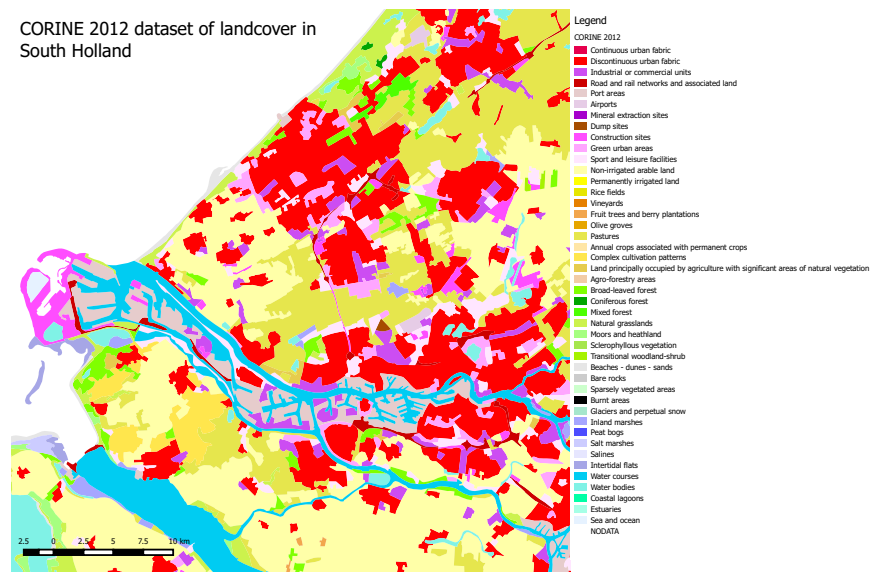 CORINE 2012 dataset of landcover in
South Holland
Legend
CORINE 2012
Continuous urban fabric
Discontinuous urban fabric
Industrial or commercial units
Road and rail networks and associated land
Port areas
Airports
Mineral extraction sites
Dump sites
Construction sites
Green urban areas
Sport and leisure facilities
Non-irrigated arable land
Permanently irrigated land
Rice fields
Vineyards
Fruit trees and berry plantations
Olive groves
Pastures
Annual crops associated with permanent crops
Complex cultivation patterns
Land principally occupied by agriculture with significant areas of natural vegetation
Agro-forestry areas
Broad-leaved forest
Coniferous forest
Mixed forest
Natural grasslands
Moors and heathland
Sclerophyllous vegetation
Transitional woodland-shrub
Beaches - dunes - sands
Bare rocks
Sparsely vegetated areas
Burnt areas
Glaciers and perpetual snow
Inland marshes
Peat bogs
Salt marshes
Salines
Intertidal flats
Water courses
Water bodies
Coastal lagoons
Estuaries
Sea and ocean
NODATA
2.5 0 2.5 5 7.5 10 km